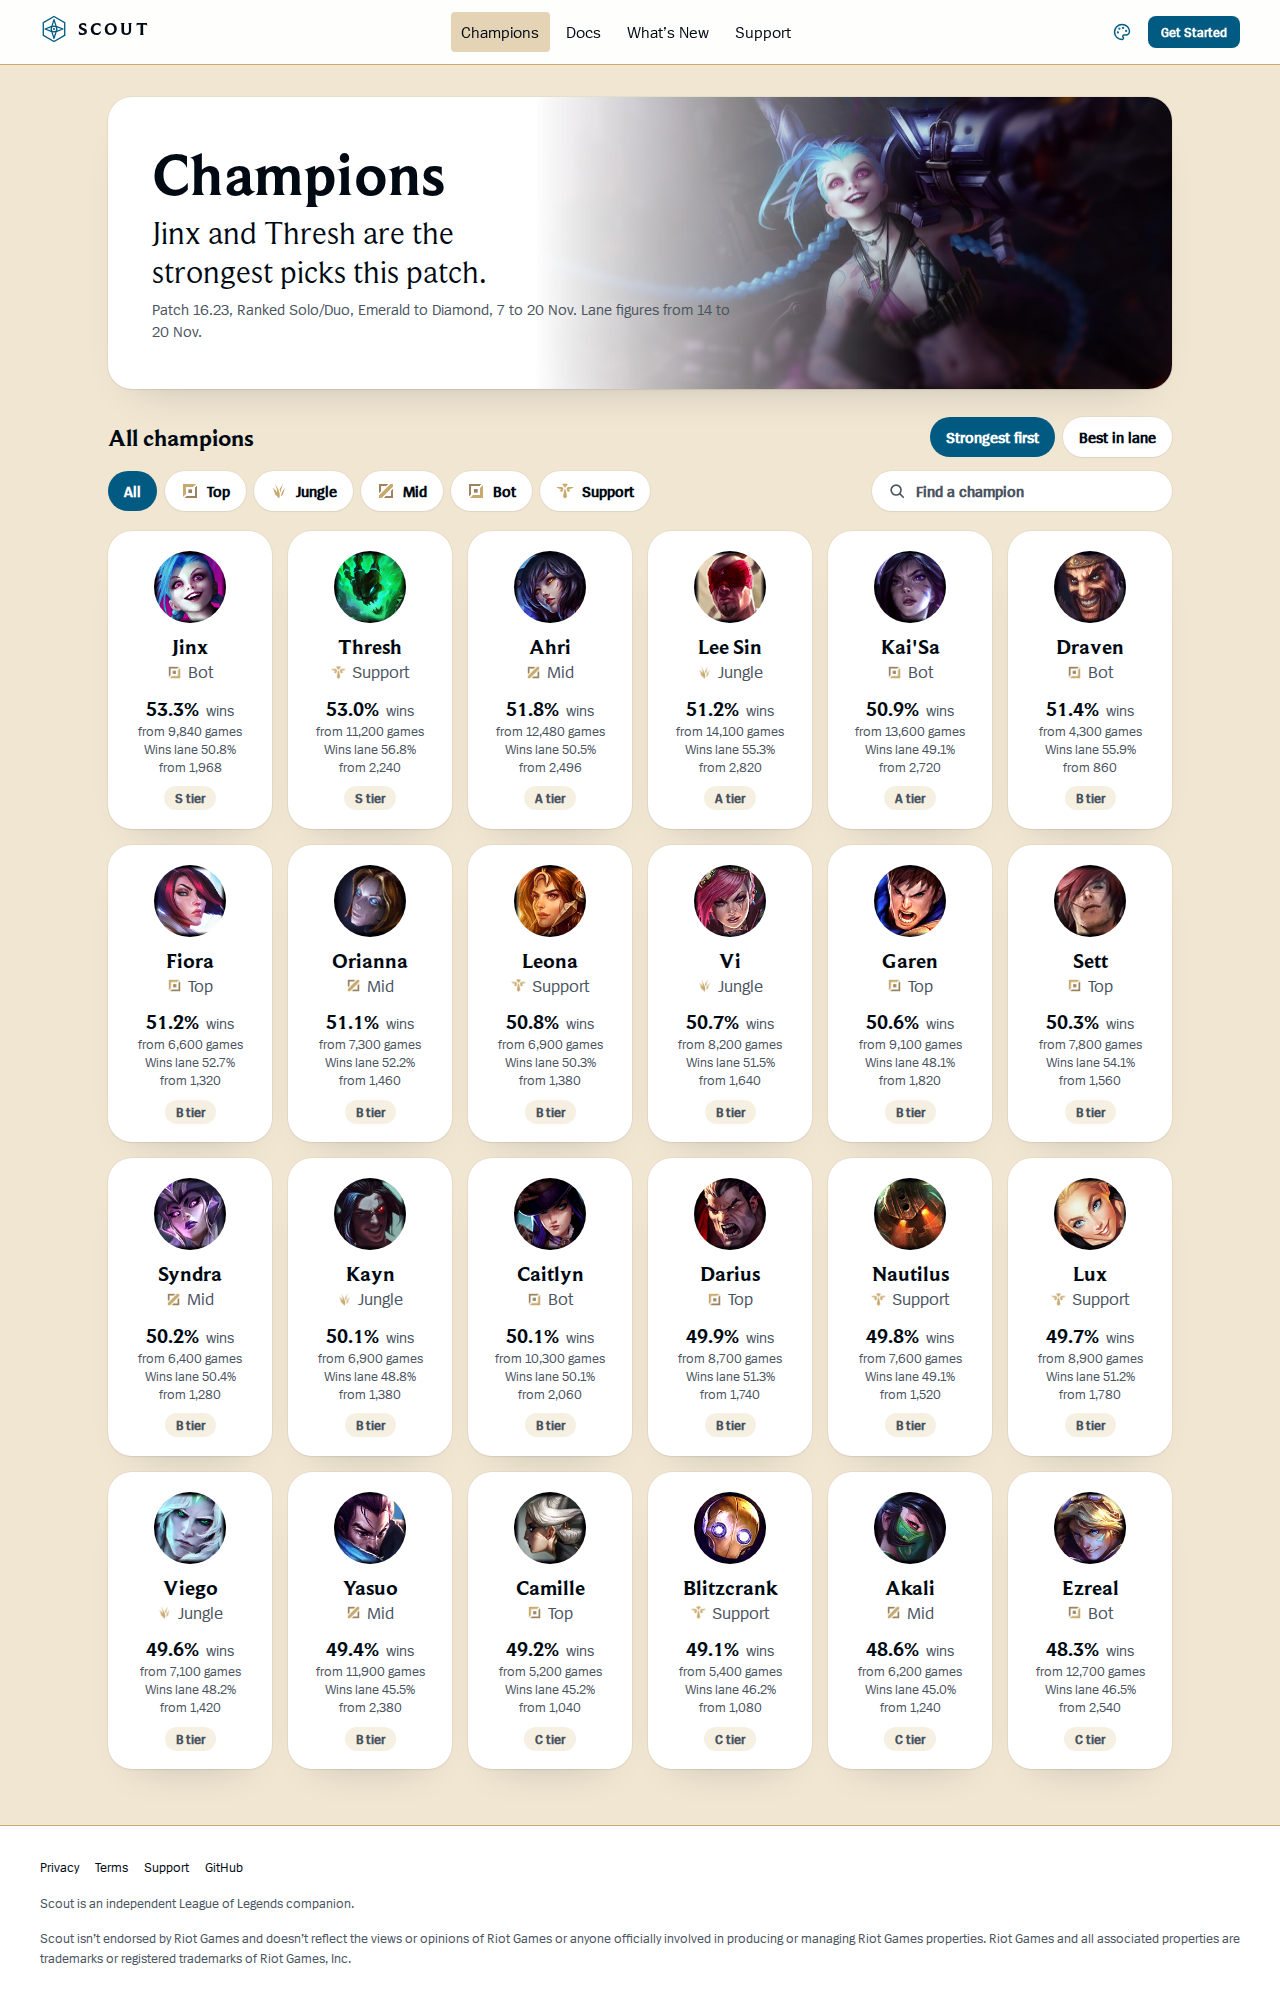 SCOUT
Champions
Docs
What's New
Support
Get Started
Champions
Jinx and Thresh are the
strongest picks this patch.
Patch 16.23, Ranked Solo/Duo, Emerald to Diamond, 7 to 20 Nov. Lane figures from 14 to
20 Nov.
All champions
Strongest first
Best in lane
All
Top
Jungle
Mid
Bot
Support
Find a champion
Jinx
Bot
53.3% wins
from 9,840 games
Wins lane 50.8%
from 1,968
S tier
Thresh
Support
53.0% wins
from 11,200 games
Wins lane 56.8%
from 2,240
S tier
Ahri
Mid
51.8% wins
from 12,480 games
Wins lane 50.5%
from 2,496
A tier
Lee Sin
Jungle
51.2% wins
from 14,100 games
Wins lane 55.3%
from 2,820
A tier
Kai'Sa
Bot
50.9% wins
from 13,600 games
Wins lane 49.1%
from 2,720
A tier
Draven
Bot
51.4% wins
from 4,300 games
Wins lane 55.9%
from 860
B tier
Fiora
Top
51.2% wins
from 6,600 games
Wins lane 52.7%
from 1,320
B tier
Orianna
Mid
51.1% wins
from 7,300 games
Wins lane 52.2%
from 1,460
B tier
Leona
Support
50.8% wins
from 6,900 games
Wins lane 50.3%
from 1,380
B tier
Vi
Jungle
50.7% wins
from 8,200 games
Wins lane 51.5%
from 1,640
B tier
Garen
Top
50.6% wins
from 9,100 games
Wins lane 48.1%
from 1,820
B tier
Sett
Top
50.3% wins
from 7,800 games
Wins lane 54.1%
from 1,560
B tier
Syndra
Mid
50.2% wins
from 6,400 games
Wins lane 50.4%
from 1,280
B tier
Kayn
Jungle
50.1% wins
from 6,900 games
Wins lane 48.8%
from 1,380
B tier
Caitlyn
Bot
50.1% wins
from 10,300 games
Wins lane 50.1%
from 2,060
B tier
Darius
Top
49.9% wins
from 8,700 games
Wins lane 51.3%
from 1,740
B tier
Nautilus
Support
49.8% wins
from 7,600 games
Wins lane 49.1%
from 1,520
B tier
Lux
Support
49.7% wins
from 8,900 games
Wins lane 51.2%
from 1,780
B tier
Viego
Jungle
49.6% wins
from 7,100 games
Wins lane 48.2%
from 1,420
B tier
Yasuo
Mid
49.4% wins
from 11,900 games
Wins lane 45.5%
from 2,380
B tier
Camille
Top
49.2% wins
from 5,200 games
Wins lane 45.2%
from 1,040
C tier
Blitzcrank
Support
49.1% wins
from 5,400 games
Wins lane 46.2%
from 1,080
C tier
Akali
Mid
48.6% wins
from 6,200 games
Wins lane 45.0%
from 1,240
C tier
Ezreal
Bot
48.3% wins
from 12,700 games
Wins lane 46.5%
from 2,540
C tier
Privacy
Terms
Support
GitHub
Scout is an independent League of Legends companion.
Scout isn't endorsed by Riot Games and doesn't reflect the views or opinions of Riot Games or anyone officially involved in producing or managing Riot Games properties. Riot Games and all associated properties are
trademarks or registered trademarks of Riot Games, Inc.